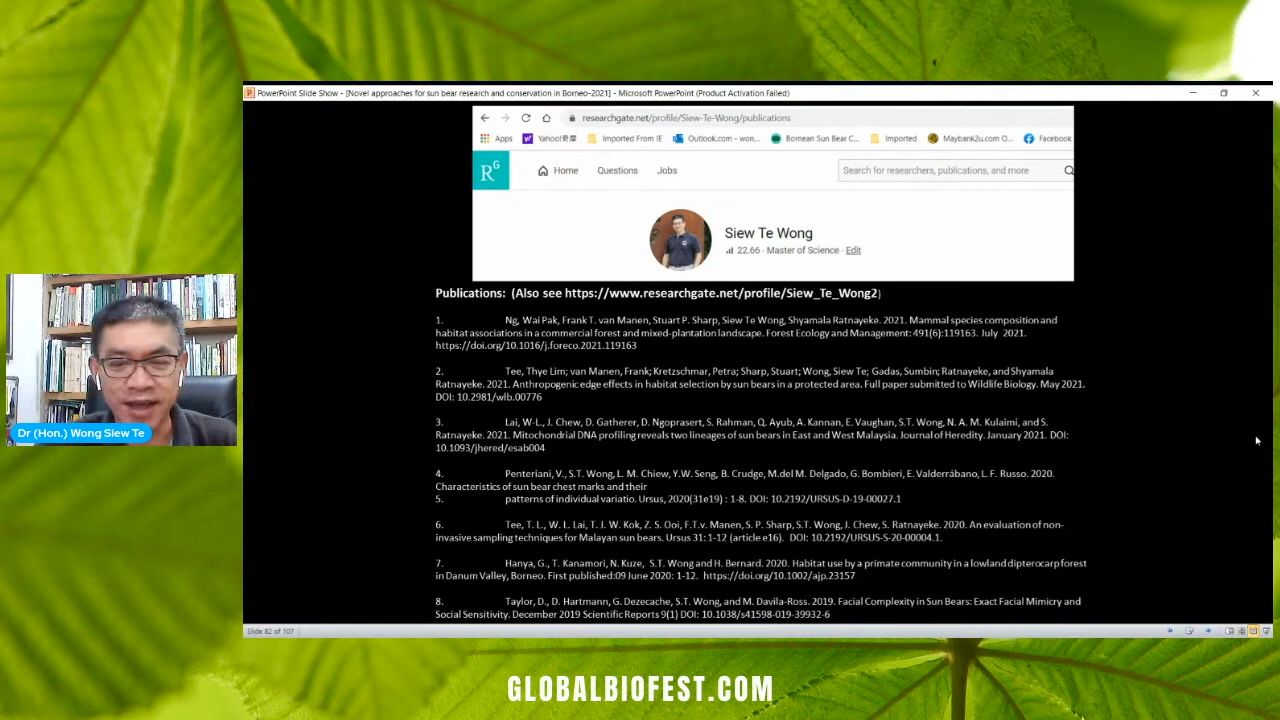 PowerPoint Slide Show - [Novel approaches for sun bear research and conservation in Borneo-2021] - Microsoft PowerPoint (Product Activation Failed)
researchgate.net/profile/Siew-Te-Wong/publications
Apps Yahoo!奇摩 Imported From IE Outlook.com - won... Bornean Sun Bear C... Imported Maybank2u.com O... Facebook
RG Home Questions Jobs Search for researchers, publications, and more
Siew Te Wong
22.66 · Master of Science · Edit
Publications: (Also see https://www.researchgate.net/profile/Siew_Te_Wong2)
1. Ng, Wai Pak, Frank T. van Manen, Stuart P. Sharp, Siew Te Wong, Shyamala Ratnayeke. 2021. Mammal species composition and
habitat associations in a commercial forest and mixed-plantation landscape. Forest Ecology and Management: 491(6):119163. July 2021.
https://doi.org/10.1016/j.foreco.2021.119163
2. Tee, Thye Lim; van Manen, Frank; Kretzschmar, Petra; Sharp, Stuart; Wong, Siew Te; Gadas, Sumbin; Ratnayeke, and Shyamala
Ratnayeke. 2021. Anthropogenic edge effects in habitat selection by sun bears in a protected area. Full paper submitted to Wildlife Biology. May 2021.
DOI: 10.2981/wlb.00776
3. Lai, W-L., J. Chew, D. Gatherer, D. Ngoprasert, S. Rahman, Q. Ayub, A. Kannan, E. Vaughan, S.T. Wong, N. A. M. Kulaimi, and S.
Ratnayeke. 2021. Mitochondrial DNA profiling reveals two lineages of sun bears in East and West Malaysia. Journal of Heredity. January 2021. DOI:
10.1093/jhered/esab004
4. Penteriani, V., S.T. Wong, L. M. Chiew, Y.W. Seng, B. Crudge, M.del M. Delgado, G. Bombieri, E. Valderrábano, L. F. Russo. 2020.
Characteristics of sun bear chest marks and their
5. patterns of individual variatio. Ursus, 2020(31e19) : 1-8. DOI: 10.2192/URSUS-D-19-00027.1
6. Tee, T. L., W. L. Lai, T. J. W. Kok, Z. S. Ooi, F.T.v. Manen, S. P. Sharp, S.T. Wong, J. Chew, S. Ratnayeke. 2020. An evaluation of non-
invasive sampling techniques for Malayan sun bears. Ursus 31: 1-12 (article e16). DOI: 10.2192/URSUS-S-20-00004.1.
7. Hanya, G., T. Kanamori, N. Kuze, S.T. Wong and H. Bernard. 2020. Habitat use by a primate community in a lowland dipterocarp forest
in Danum Valley, Borneo. First published:09 June 2020: 1-12. https://doi.org/10.1002/ajp.23157
8. Taylor, D., D. Hartmann, G. Dezecache, S.T. Wong, and M. Davila-Ross. 2019. Facial Complexity in Sun Bears: Exact Facial Mimicry and
Social Sensitivity. December 2019 Scientific Reports 9(1) DOI: 10.1038/s41598-019-39932-6
Slide 82 of 107
Dr (Hon.) Wong Siew Te
GLOBALBIOFEST.COM